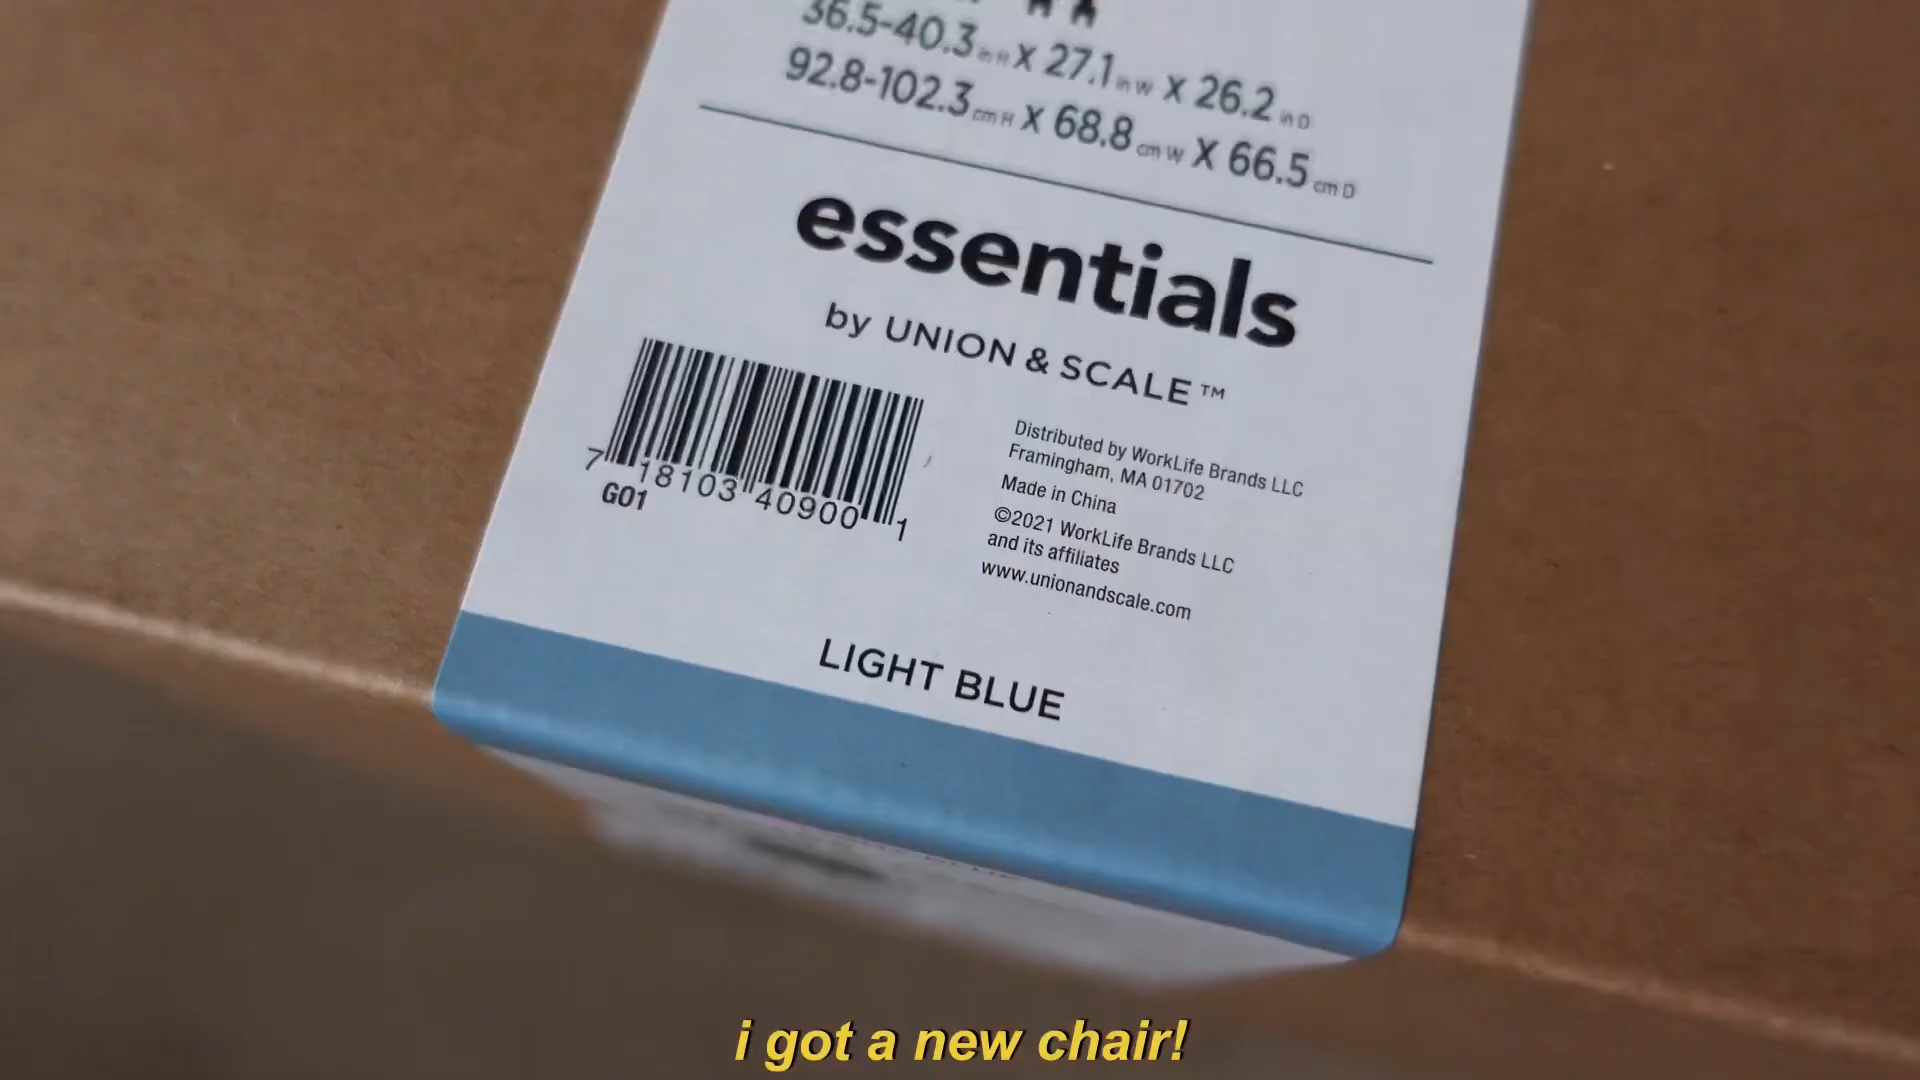 36.5-40.3 in H X 27.1 in W X 26.2 in D
92.8-102.3 cm H X 68.8 cm W X 66.5 cm D
essentials
by UNION & SCALE™
7 18103 40900 1
G01
Distributed by WorkLife Brands LLC
Framingham, MA 01702
Made in China
©2021 WorkLife Brands LLC
and its affiliates
www.unionandscale.com
LIGHT BLUE
i got a new chair!